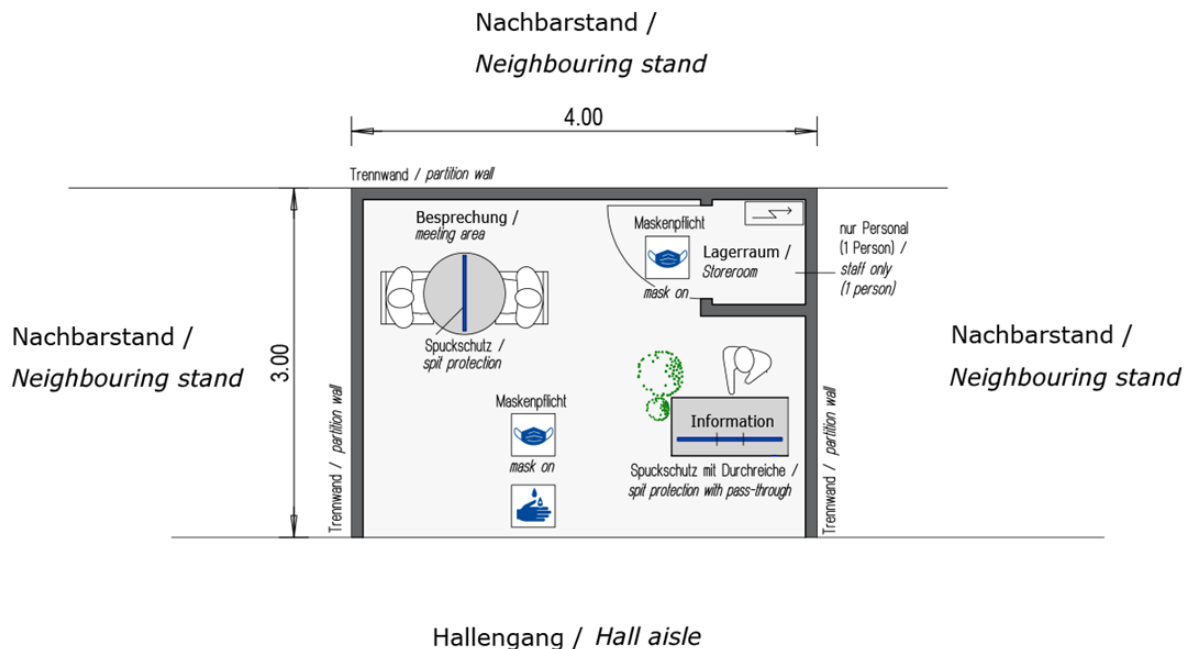 Nachbarstand /
Neighbouring stand
4.00
Trennwand / partition wall
Besprechung /
meeting area
Maskenpflicht
mask on
Lagerraum /
Storeroom
nur Personal
(1 Person) /
staff only
(1 person)
Nachbarstand /
Neighbouring stand
3.00
Spuckschutz /
spit protection
Nachbarstand /
Neighbouring stand
Trennwand / partition wall
Maskenpflicht
mask on
Information
Spuckschutz mit Durchreiche /
spit protection with pass-through
Trennwand / partition wall
Hallengang / Hall aisle